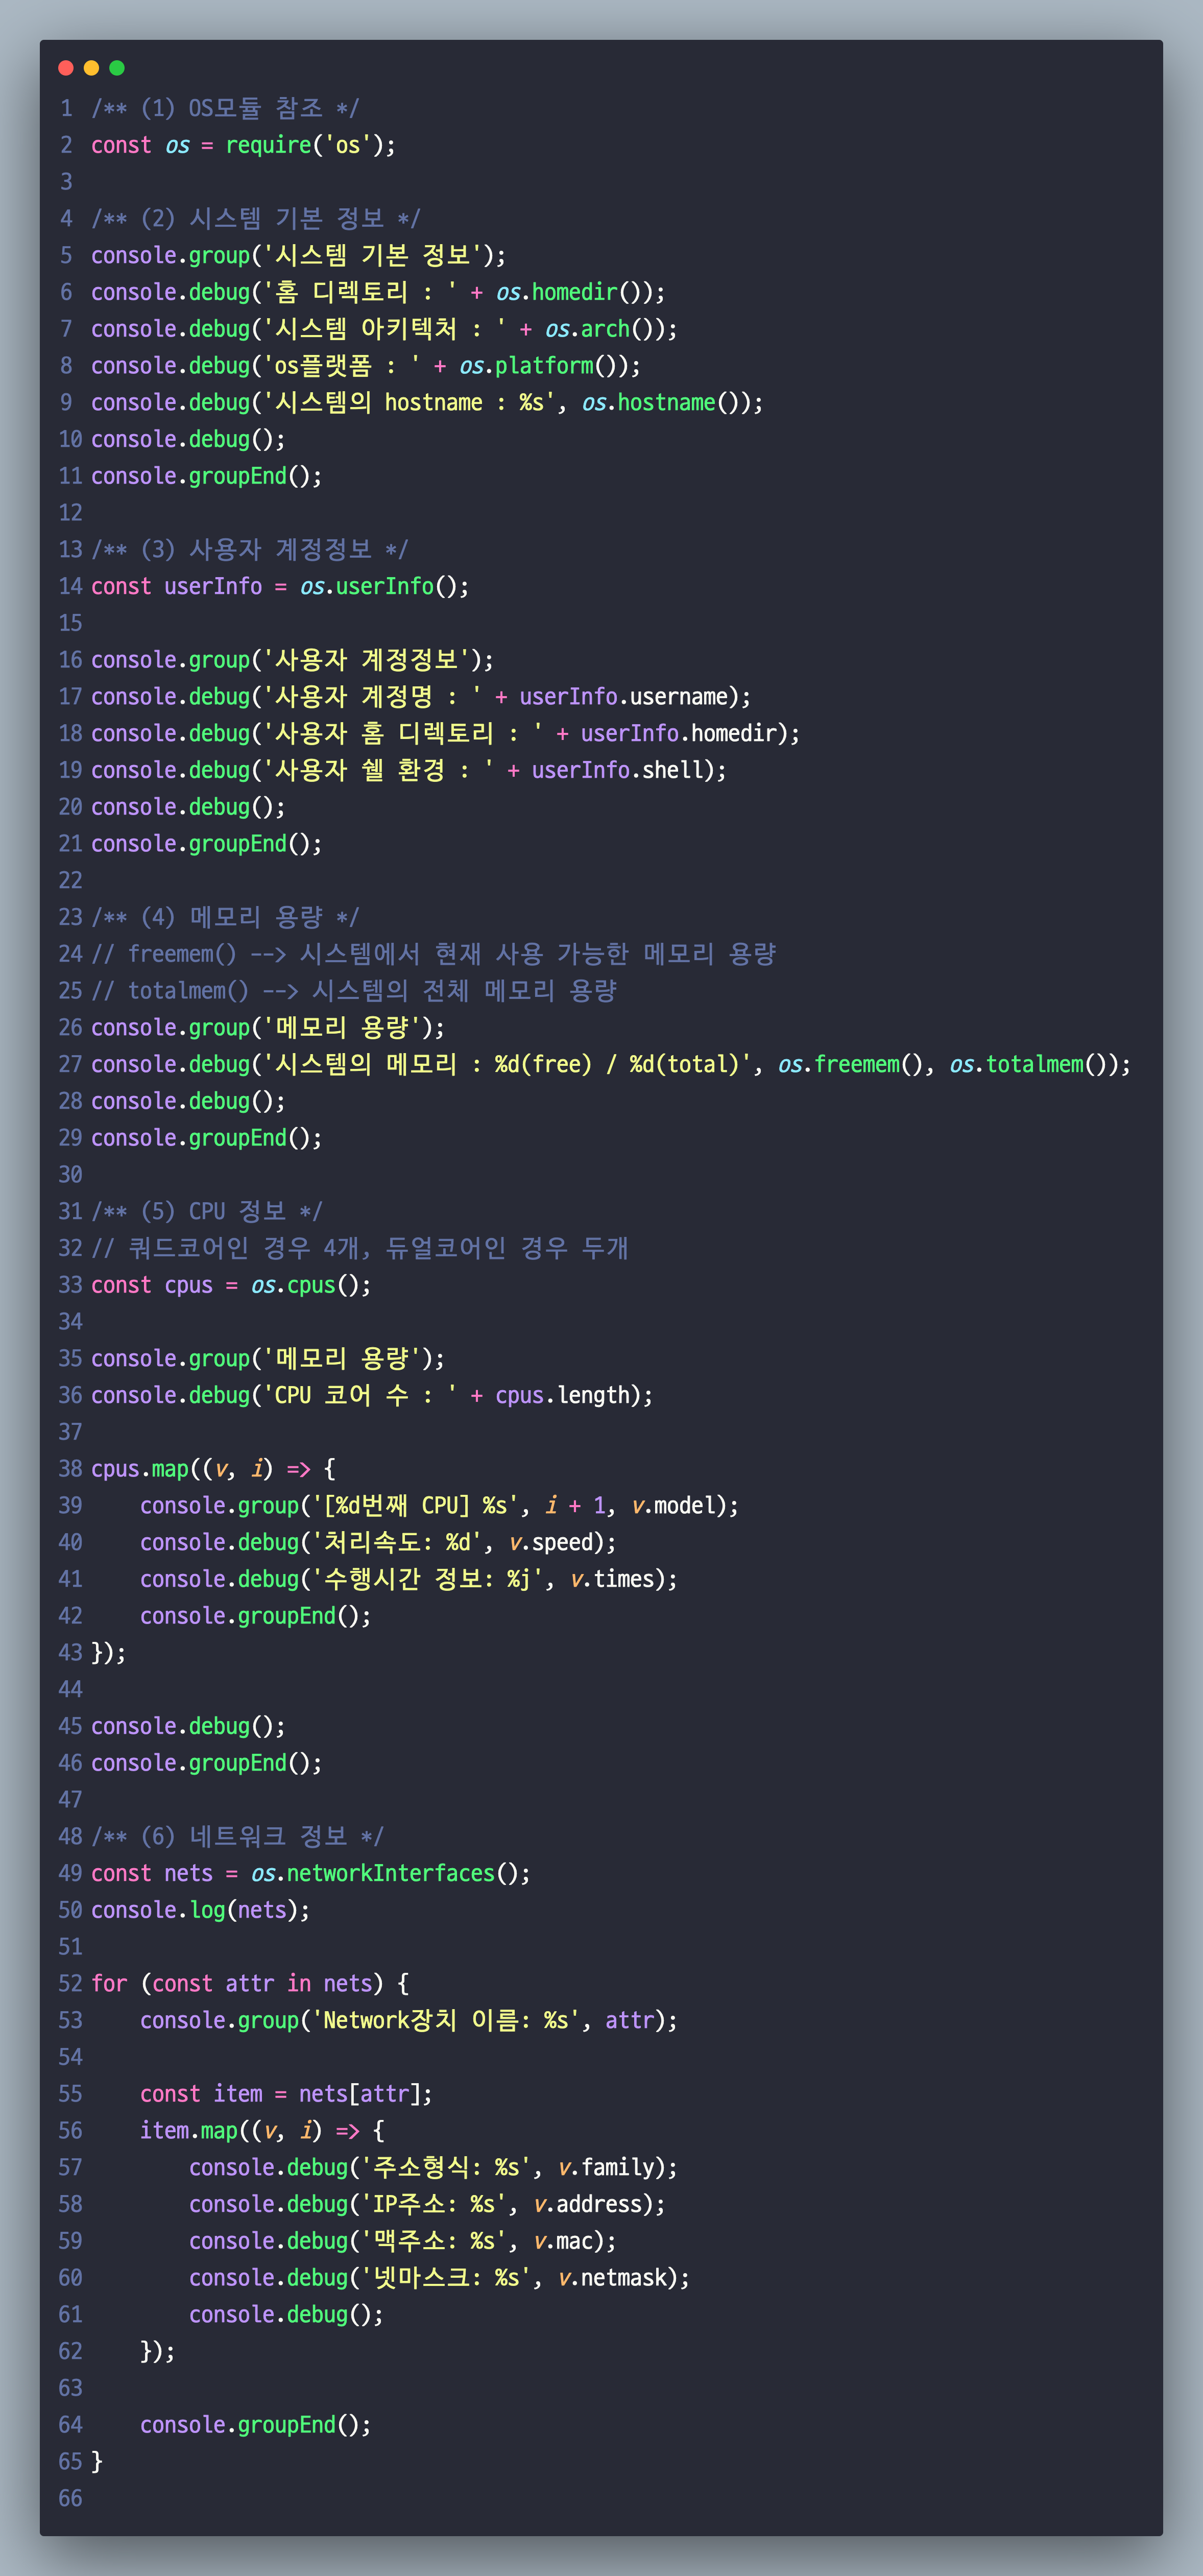 1 /** (1) OS모듈 참조 */
2 const os = require('os');
3
4 /** (2) 시스템 기본 정보 */
5 console.group('시스템 기본 정보');
6 console.debug('홈 디렉토리 : ' + os.homedir());
7 console.debug('시스템 아키텍처 : ' + os.arch());
8 console.debug('os플랫폼 : ' + os.platform());
9 console.debug('시스템의 hostname : %s', os.hostname());
10 console.debug();
11 console.groupEnd();
12
13 /** (3) 사용자 계정정보 */
14 const userInfo = os.userInfo();
15
16 console.group('사용자 계정정보');
17 console.debug('사용자 계정명 : ' + userInfo.username);
18 console.debug('사용자 홈 디렉토리 : ' + userInfo.homedir);
19 console.debug('사용자 쉘 환경 : ' + userInfo.shell);
20 console.debug();
21 console.groupEnd();
22
23 /** (4) 메모리 용량 */
24 // freemem() --> 시스템에서 현재 사용 가능한 메모리 용량
25 // totalmem() --> 시스템의 전체 메모리 용량
26 console.group('메모리 용량');
27 console.debug('시스템의 메모리 : %d(free) / %d(total)', os.freemem(), os.totalmem());
28 console.debug();
29 console.groupEnd();
30
31 /** (5) CPU 정보 */
32 // 쿼드코어인 경우 4개, 듀얼코어인 경우 두개
33 const cpus = os.cpus();
34
35 console.group('메모리 용량');
36 console.debug('CPU 코어 수 : ' + cpus.length);
37
38 cpus.map((v, i) => {
39     console.group('[%d번째 CPU] %s', i + 1, v.model);
40     console.debug('처리속도: %d', v.speed);
41     console.debug('수행시간 정보: %j', v.times);
42     console.groupEnd();
43 });
44
45 console.debug();
46 console.groupEnd();
47
48 /** (6) 네트워크 정보 */
49 const nets = os.networkInterfaces();
50 console.log(nets);
51
52 for (const attr in nets) {
53     console.group('Network장치 이름: %s', attr);
54
55     const item = nets[attr];
56     item.map((v, i) => {
57         console.debug('주소형식: %s', v.family);
58         console.debug('IP주소: %s', v.address);
59         console.debug('맥주소: %s', v.mac);
60         console.debug('넷마스크: %s', v.netmask);
61         console.debug();
62     });
63
64     console.groupEnd();
65 }
66